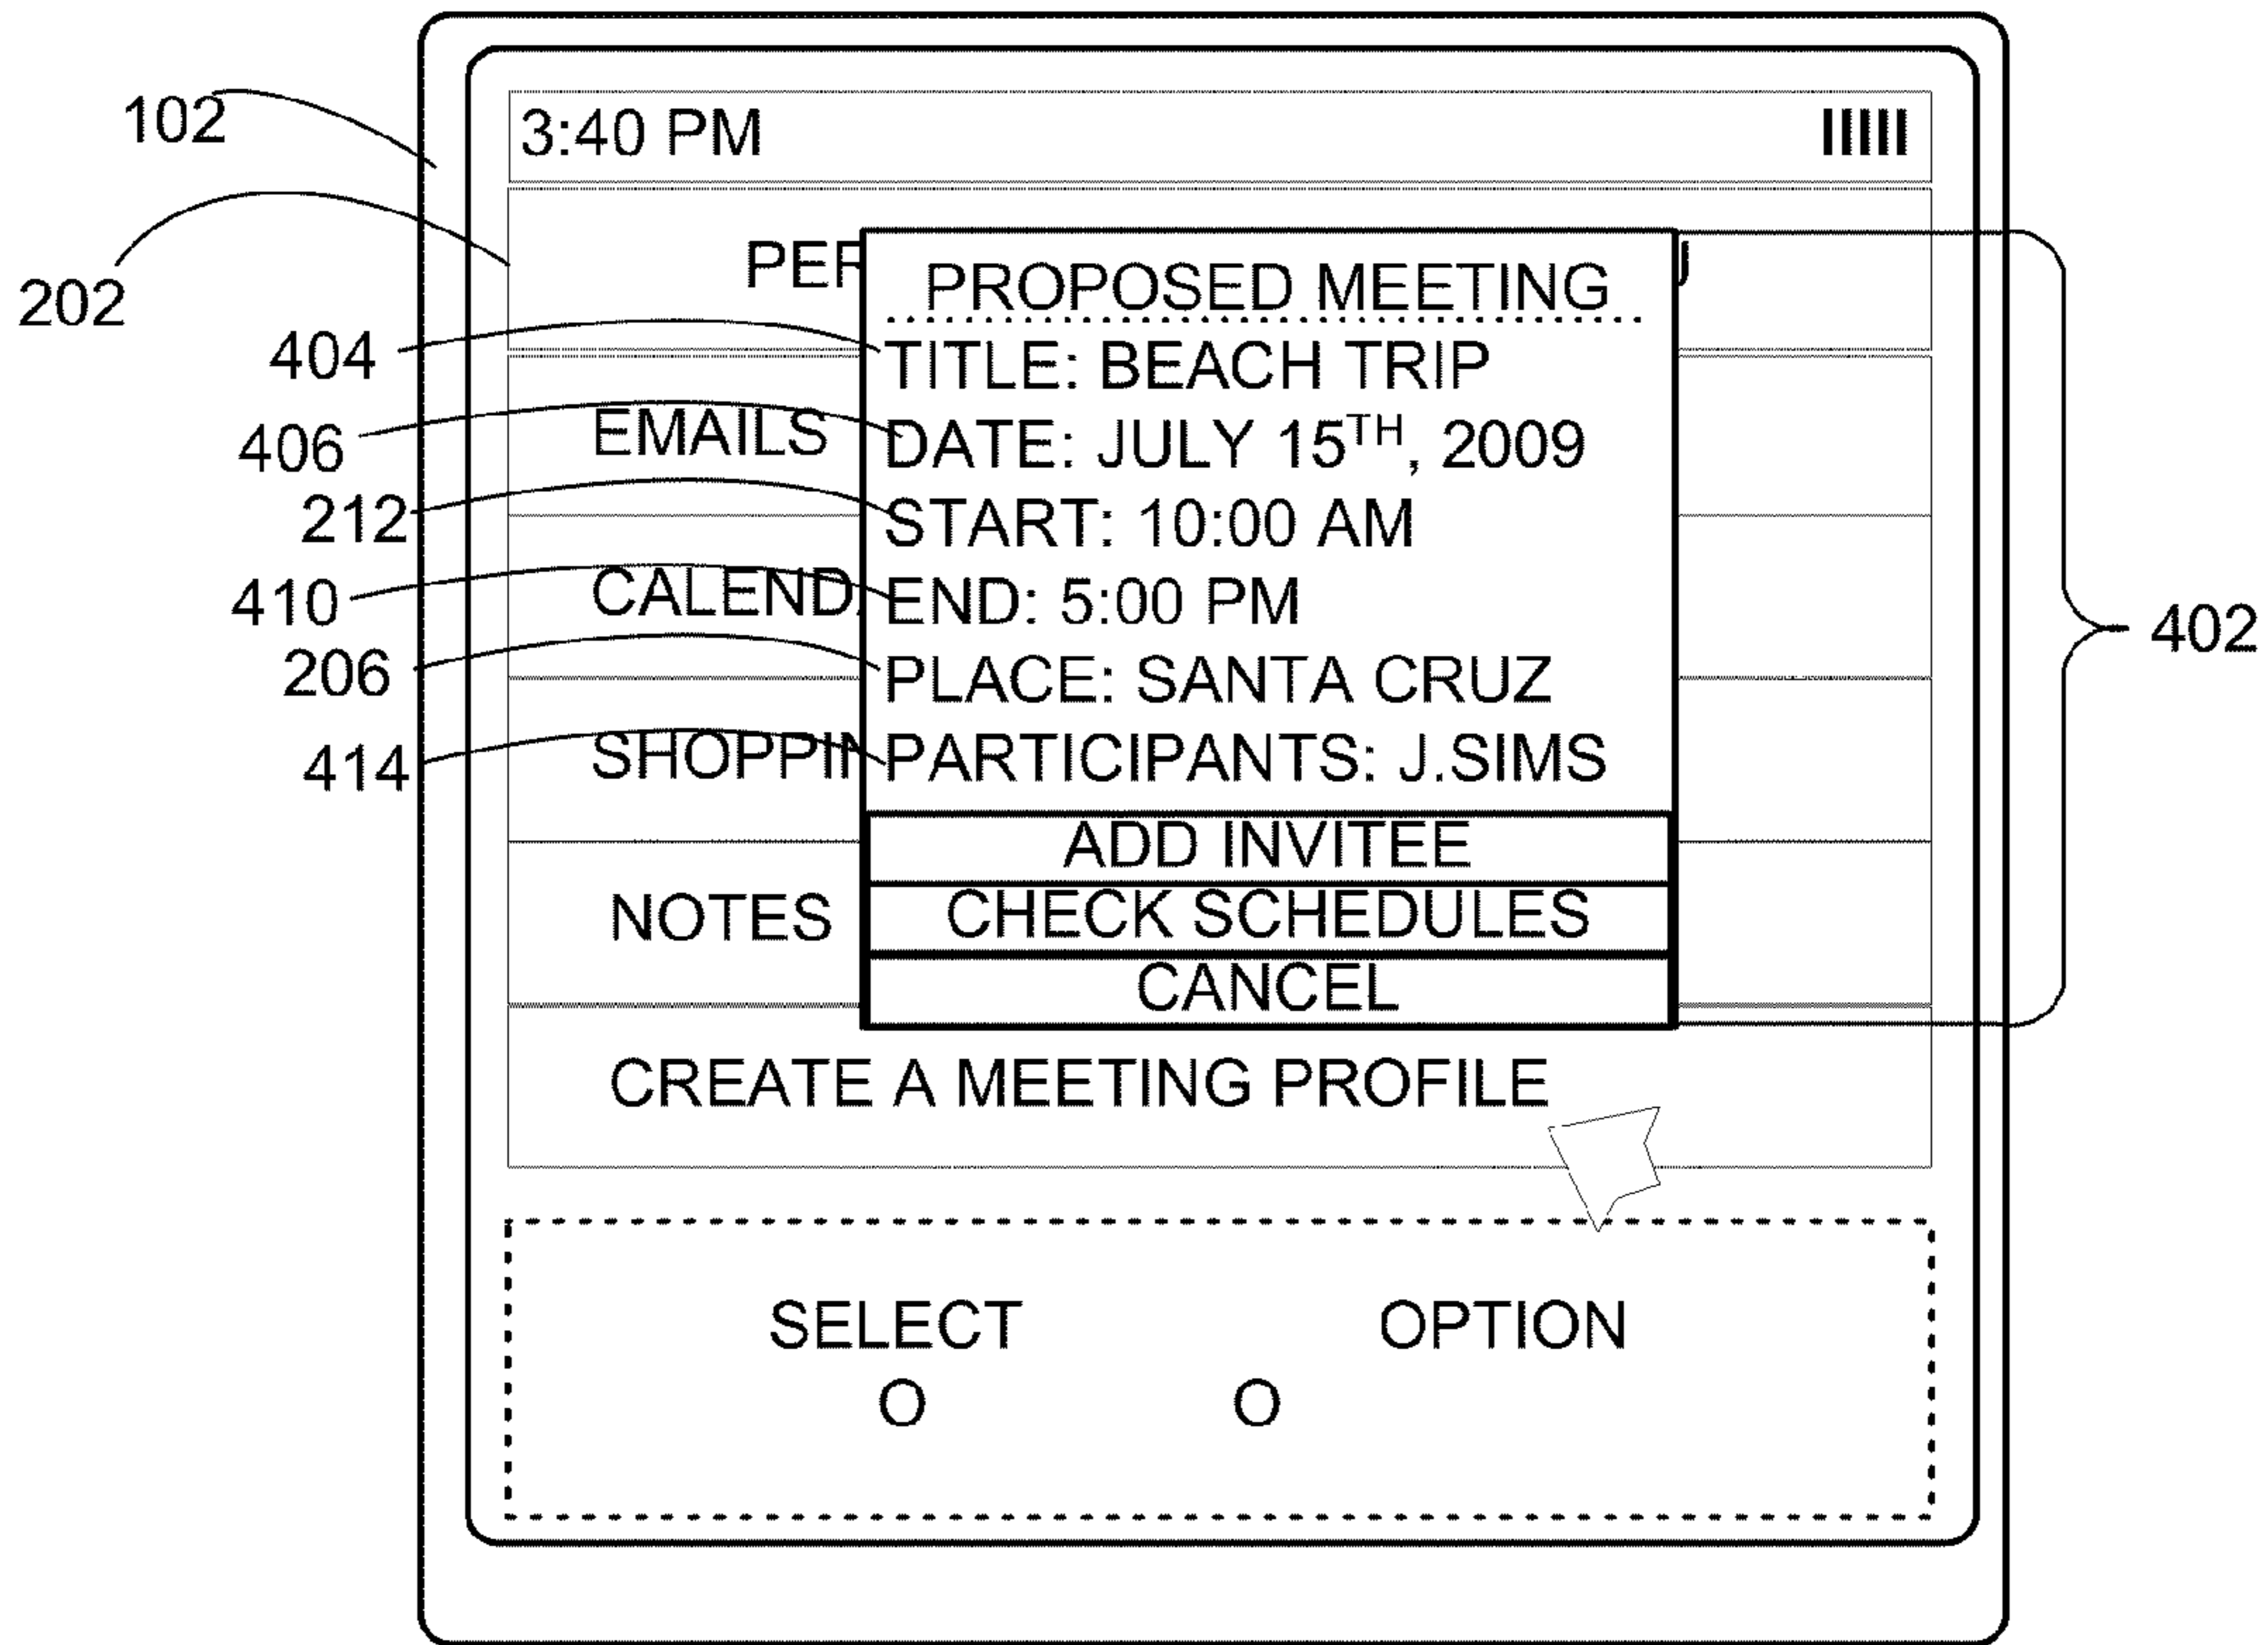 102
3:40 PM
202
PER
PROPOSED MEETING
404
TITLE: BEACH TRIP
EMAILS
406
DATE: JULY 15TH, 2009
212
START: 10:00 AM
CALEND
410
END: 5:00 PM
402
206
PLACE: SANTA CRUZ
SHOPPIN
414
PARTICIPANTS: J.SIMS
ADD INVITEE
NOTES
CHECK SCHEDULES
CANCEL
CREATE A MEETING PROFILE
SELECT OPTION
O O